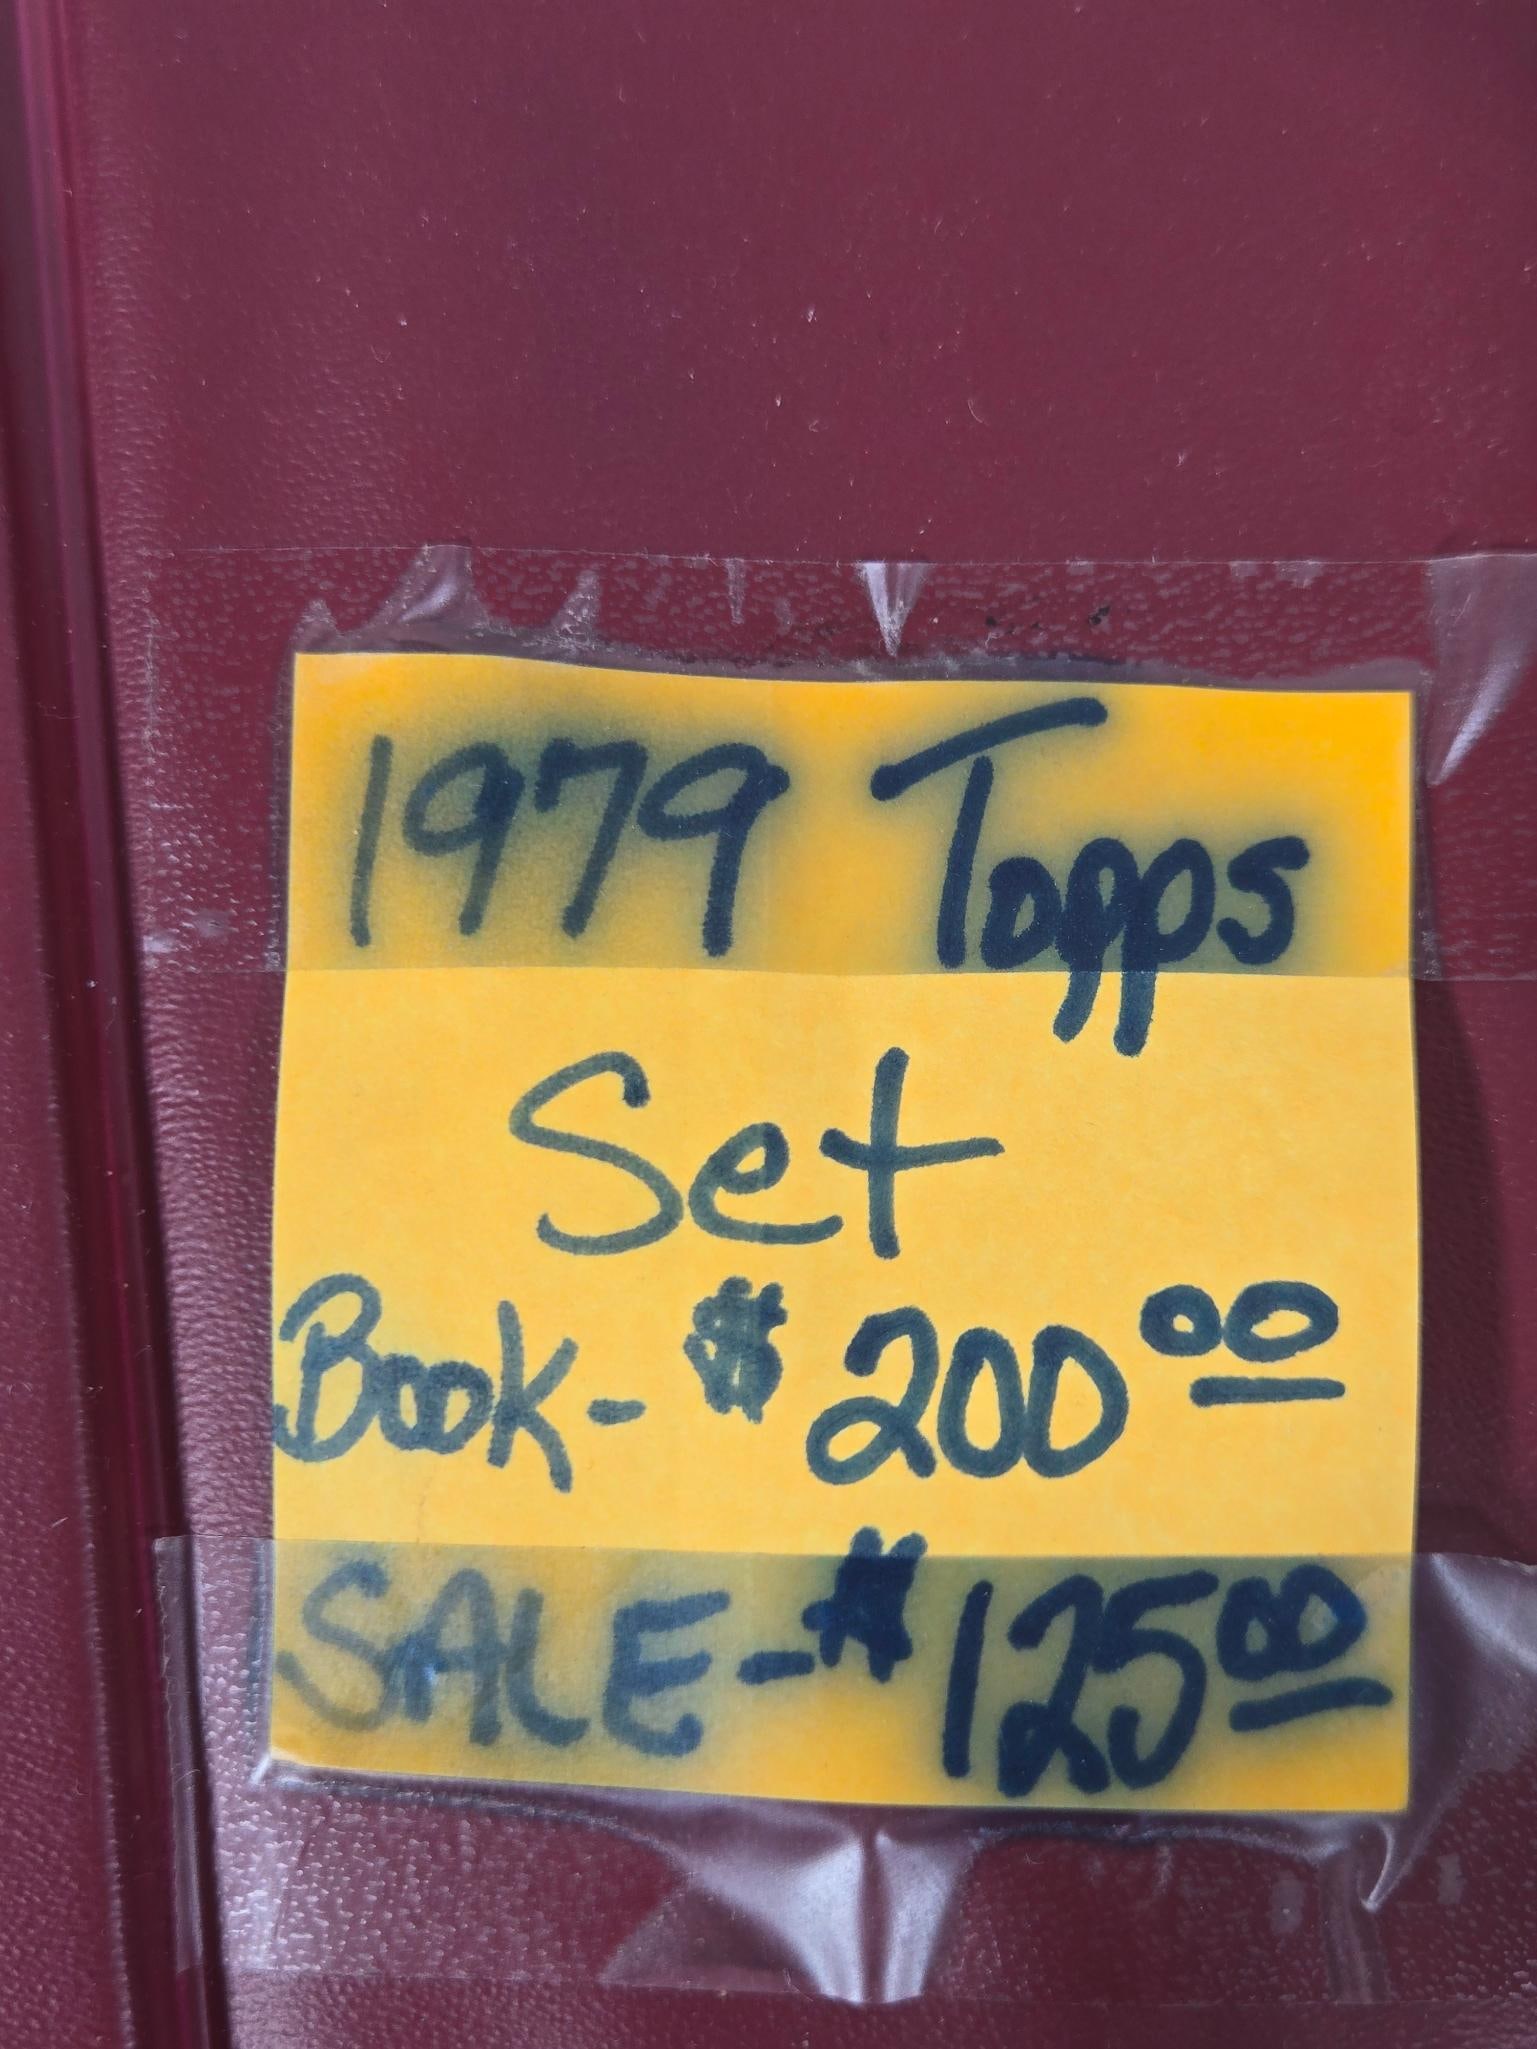 1979 Topps
Set
Book - $200.00
SALE - $125.00